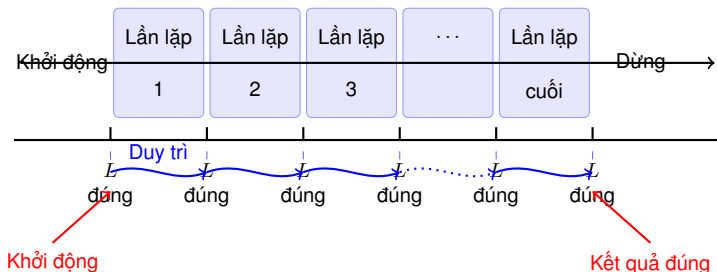 Lần lặp Lần lặp Lần lặp ... Lần lặp
Khởi động Dừng
1 2 3 cuối
Duy trì
L L L L L L
đúng đúng đúng đúng đúng đúng
Khởi động Kết quả đúng